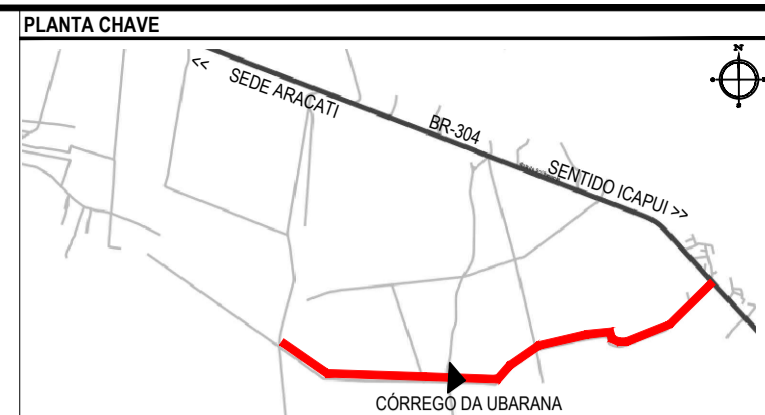 PLANTA CHAVE
N
<< SEDE ARACATI
BR-304
SENTIDO ICAPUI >>
CÓRREGO DA UBARANA